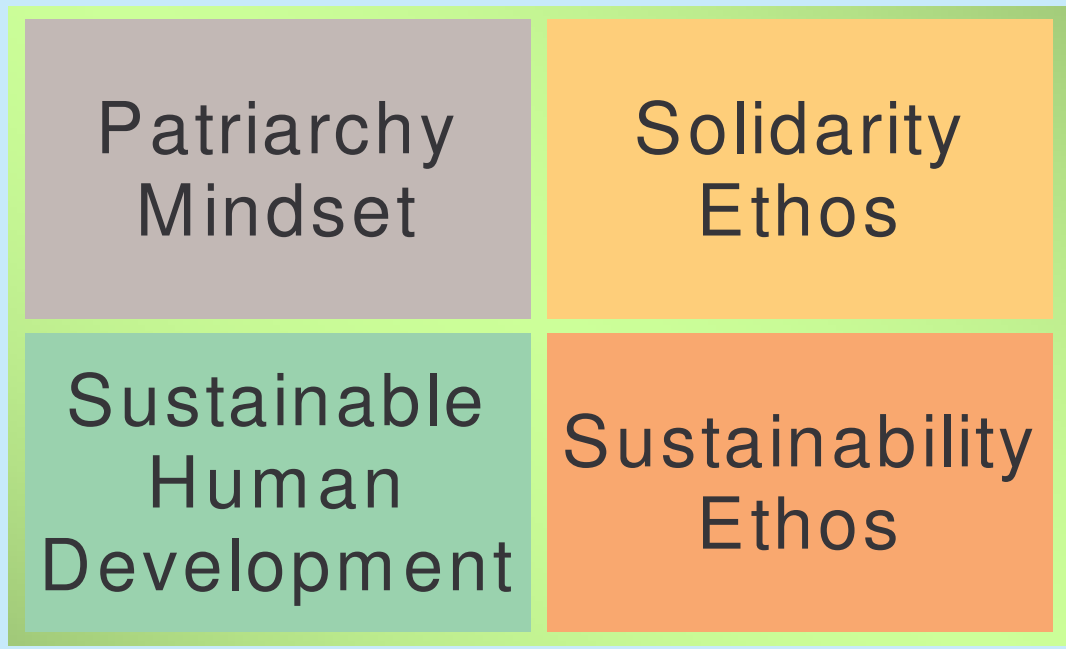 Patriarchy
Mindset
Solidarity
Ethos
Sustainable
Human
Development
Sustainability
Ethos